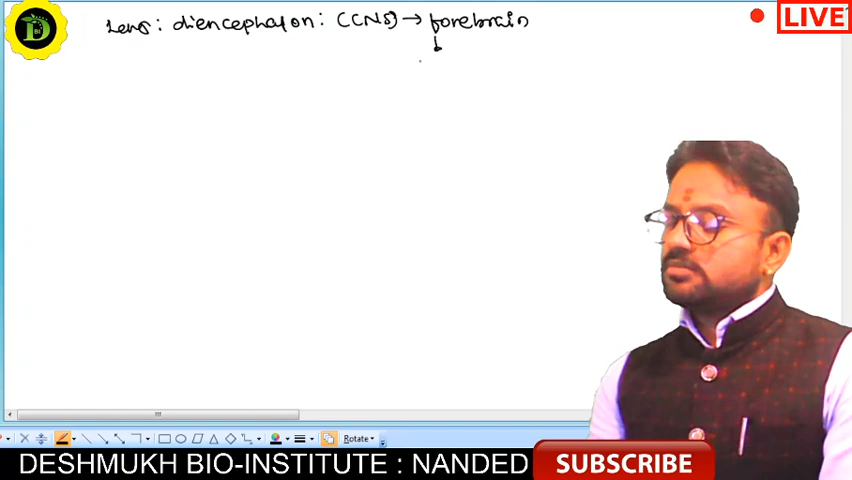 Lens: diencephalon: (CNS) → forebrain
LIVE
D
Rotate
DESHMUKH BIO-INSTITUTE : NANDED
SUBSCRIBE